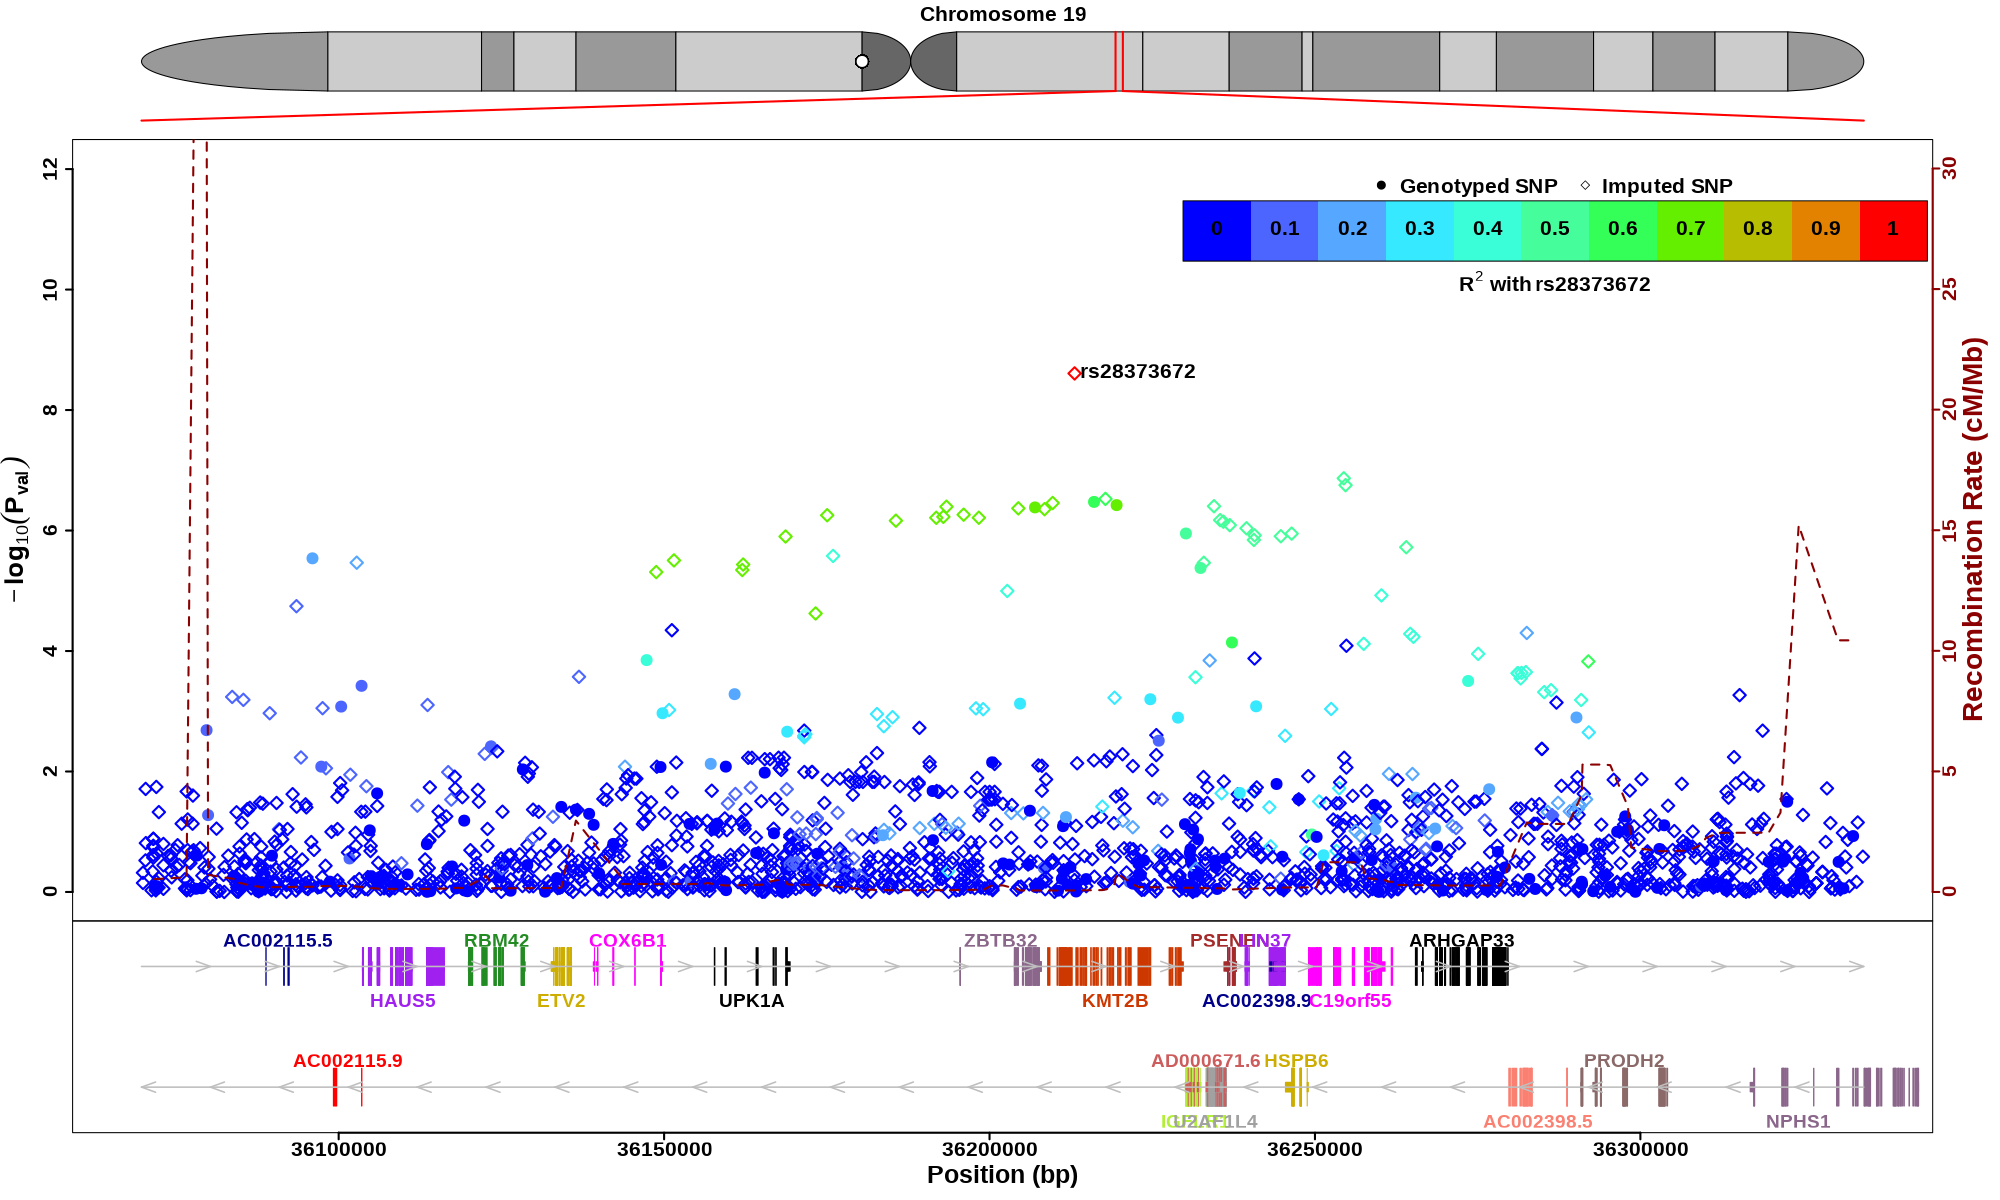 Chromosome 19
12
10
8
6
4
2
0
−log10(Pval)
30
25
20
15
10
5
0
Recombination Rate (cM/Mb)
Genotyped SNP
Imputed SNP
0 0.1 0.2 0.3 0.4 0.5 0.6 0.7 0.8 0.9 1
R2 with rs28373672
rs28373672
AC002115.5 RBM42 COX6B1 ZBTB32 PSENEN LIN37 ARHGAP33
HAUS5 ETV2 UPK1A KMT2B AC002398.9 C19orf55
AC002115.9 AD000671.6 HSPB6 PRODH2
U2AF1L4 AC002398.5 NPHS1
36100000 36150000 36200000 36250000 36300000
Position (bp)